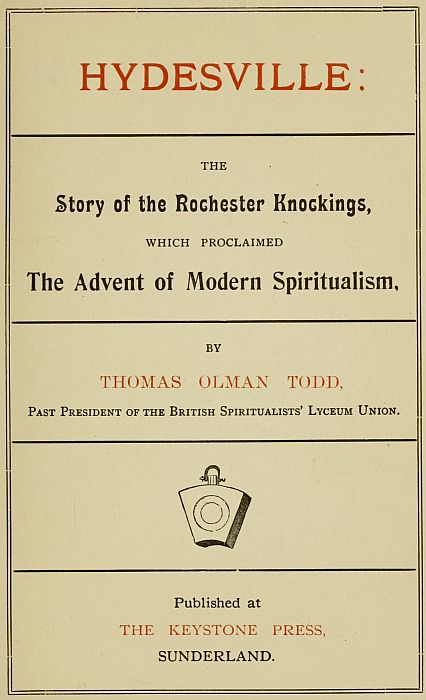 HYDESVILLE:
THE
Story of the Rochester Knockings,
WHICH PROCLAIMED
The Advent of Modern Spiritualism,
BY
THOMAS OLMAN TODD,
PAST PRESIDENT OF THE BRITISH SPIRITUALISTS' LYCEUM UNION.
Published at
THE KEYSTONE PRESS,
SUNDERLAND.